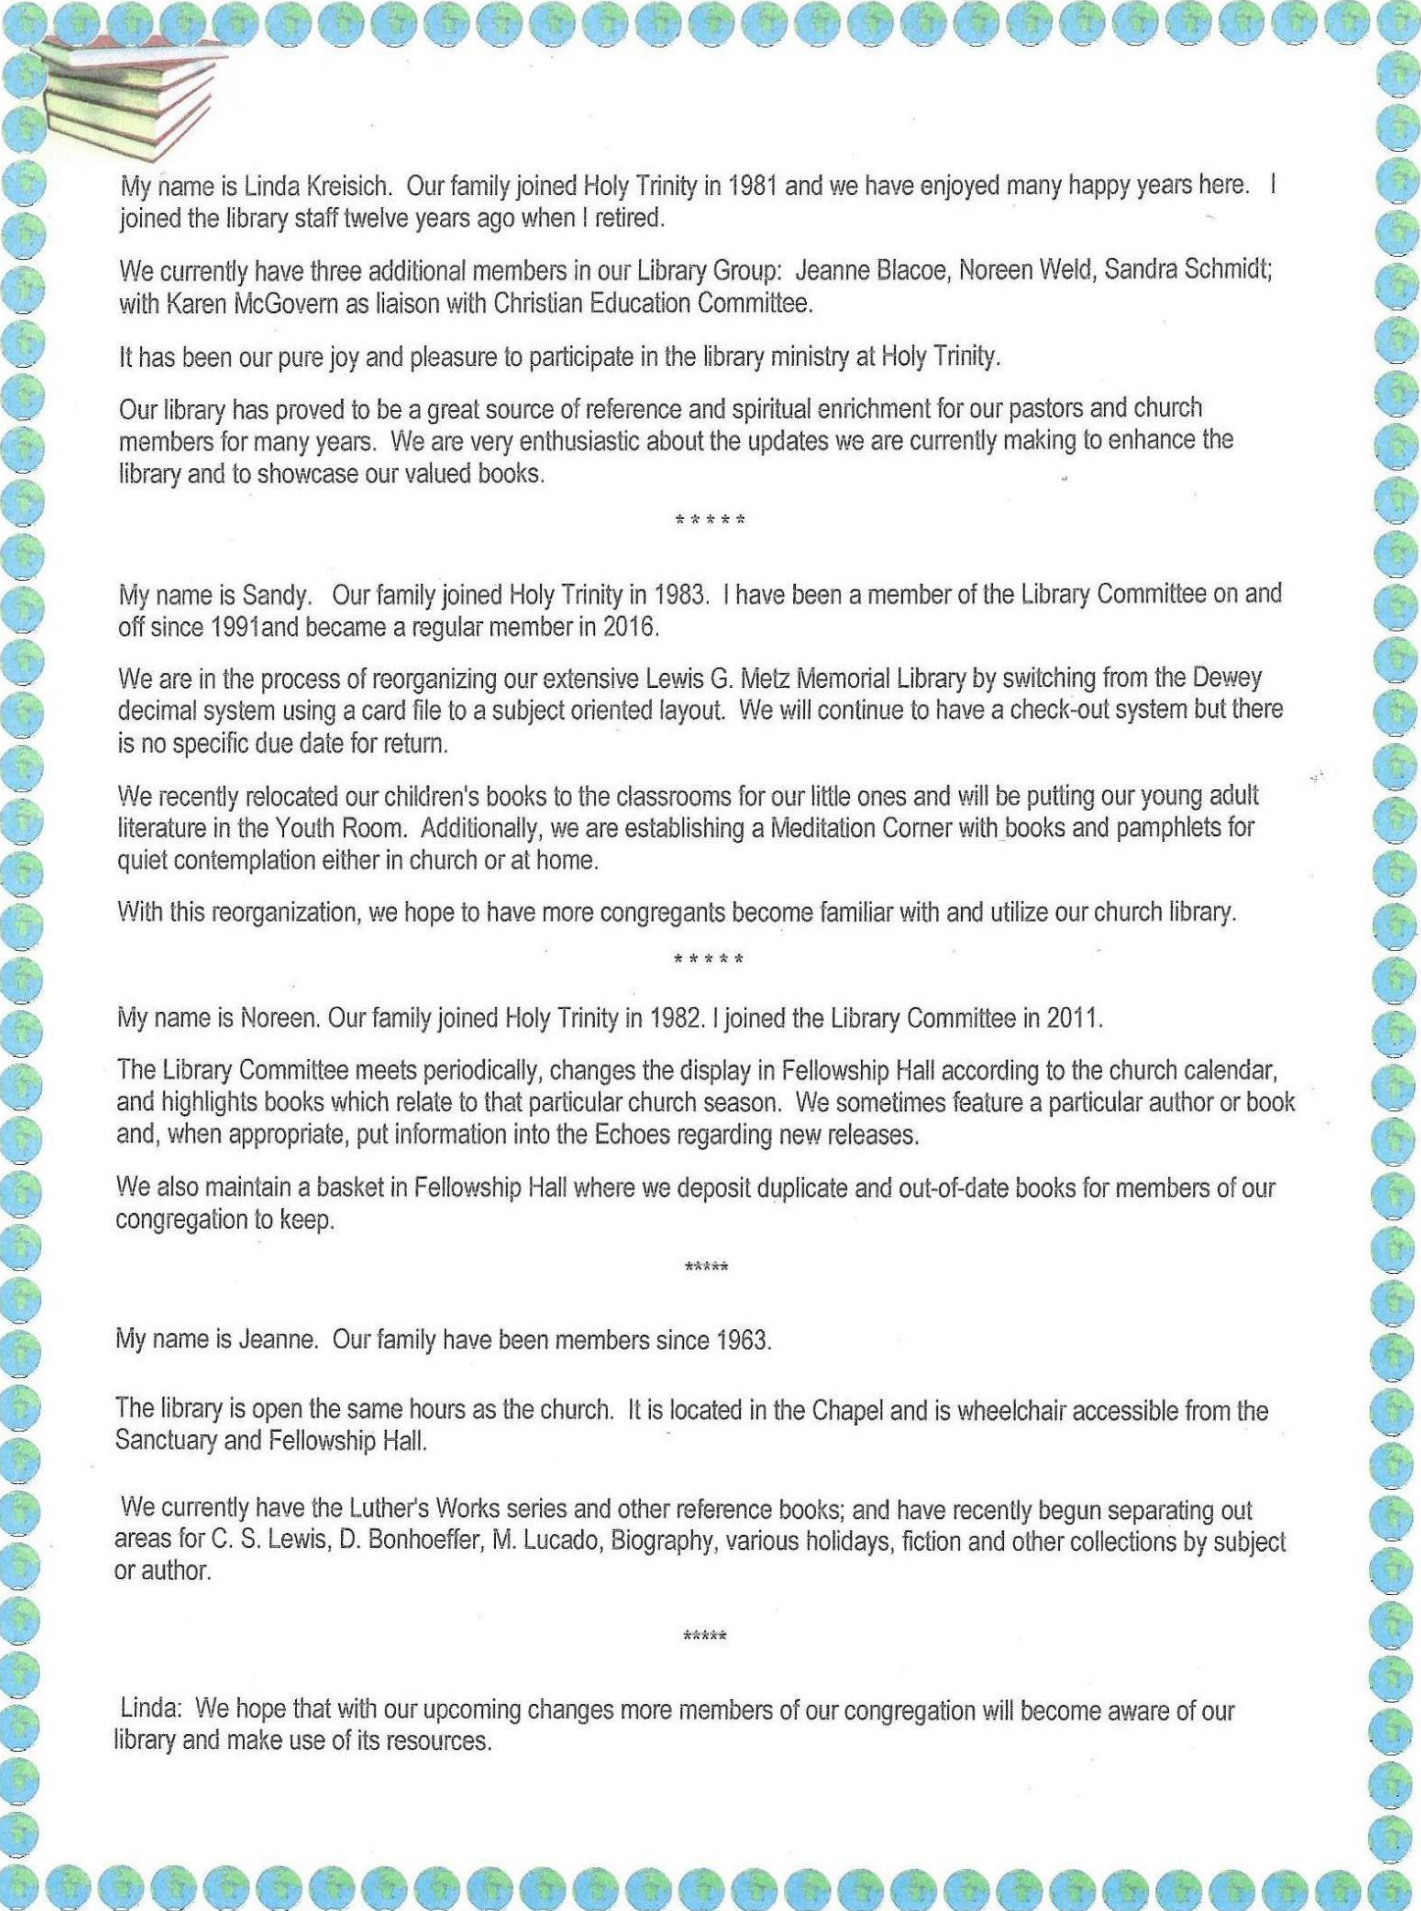 My name is Linda Kreisich. Our family joined Holy Trinity in 1981 and we have enjoyed many happy years here. I
joined the library staff twelve years ago when I retired.
We currently have three additional members in our Library Group: Jeanne Blacoe, Noreen Weld, Sandra Schmidt;
with Karen McGovern as liaison with Christian Education Committee.
It has been our pure joy and pleasure to participate in the library ministry at Holy Trinity.
Our library has proved to be a great source of reference and spiritual enrichment for our pastors and church
members for many years. We are very enthusiastic about the updates we are currently making to enhance the
library and to showcase our valued books.
* * * * *
My name is Sandy. Our family joined Holy Trinity in 1983. I have been a member of the Library Committee on and
off since 1991and became a regular member in 2016.
We are in the process of reorganizing our extensive Lewis G. Metz Memorial Library by switching from the Dewey
decimal system using a card file to a subject oriented layout. We will continue to have a check-out system but there
is no specific due date for return.
We recently relocated our children's books to the classrooms for our little ones and will be putting our young adult
literature in the Youth Room. Additionally, we are establishing a Meditation Corner with books and pamphlets for
quiet contemplation either in church or at home.
With this reorganization, we hope to have more congregants become familiar with and utilize our church library.
* * * * *
My name is Noreen. Our family joined Holy Trinity in 1982. I joined the Library Committee in 2011.
The Library Committee meets periodically, changes the display in Fellowship Hall according to the church calendar,
and highlights books which relate to that particular church season. We sometimes feature a particular author or book
and, when appropriate, put information into the Echoes regarding new releases.
We also maintain a basket in Fellowship Hall where we deposit duplicate and out-of-date books for members of our
congregation to keep.
*****
My name is Jeanne. Our family have been members since 1963.
The library is open the same hours as the church. It is located in the Chapel and is wheelchair accessible from the
Sanctuary and Fellowship Hall.
We currently have the Luther's Works series and other reference books; and have recently begun separating out
areas for C. S. Lewis, D. Bonhoeffer, M. Lucado, Biography, various holidays, fiction and other collections by subject
or author.
*****
Linda: We hope that with our upcoming changes more members of our congregation will become aware of our
library and make use of its resources.